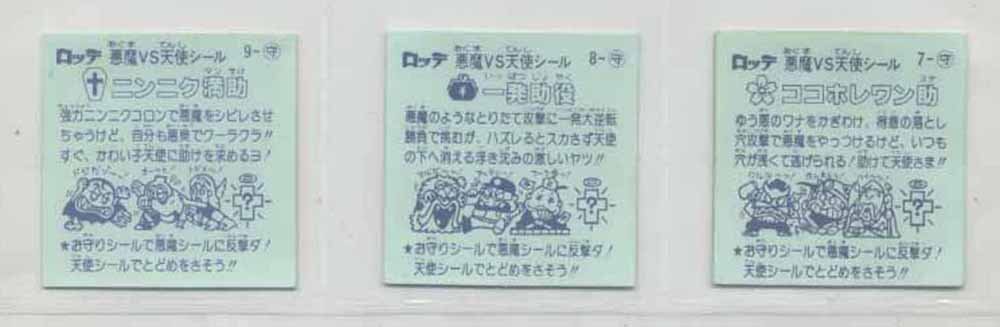 ロッテ 悪魔VS天使シール 9-守
ニンニク満助
強力ニンニクコロンで悪魔をシビレさせ
ちゃうけど、自分も悪臭でワーラクラ!!
すぐ、かわい子天使に助けを求めるヨ!
?
★お守りシールで悪魔シールに反撃ダ!
天使シールでとどめをさそう!!
ロッテ 悪魔VS天使シール 8-守
一発助役
悪魔のようなとりたて攻撃に一発大逆転
勝負で挑むが、ハズレるとスカさず天使
の下へ消える浮き沈みの激しいヤツ!!
?
★お守りシールで悪魔シールに反撃ダ!
天使シールでとどめをさそう!!
ロッテ 悪魔VS天使シール 7-守
ココホレワン助
ゆう悪のワナをかぎわけ、得意の落とし
穴攻撃で悪魔をやっつけるけど、いつも
穴が浅くて逃げられる!助けて天使さま!!
?
★お守りシールで悪魔シールに反撃ダ!
天使シールでとどめをさそう!!